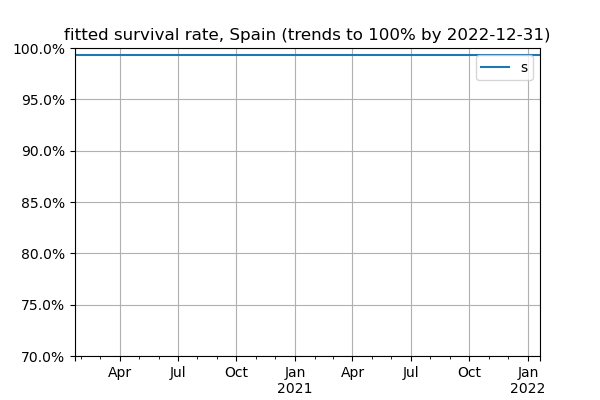 fitted survival rate, Spain (trends to 100% by 2022-12-31)
100.0%
95.0%
90.0%
85.0%
80.0%
75.0%
70.0%
s
Apr Jul Oct Jan Apr Jul Oct Jan
2021 2022